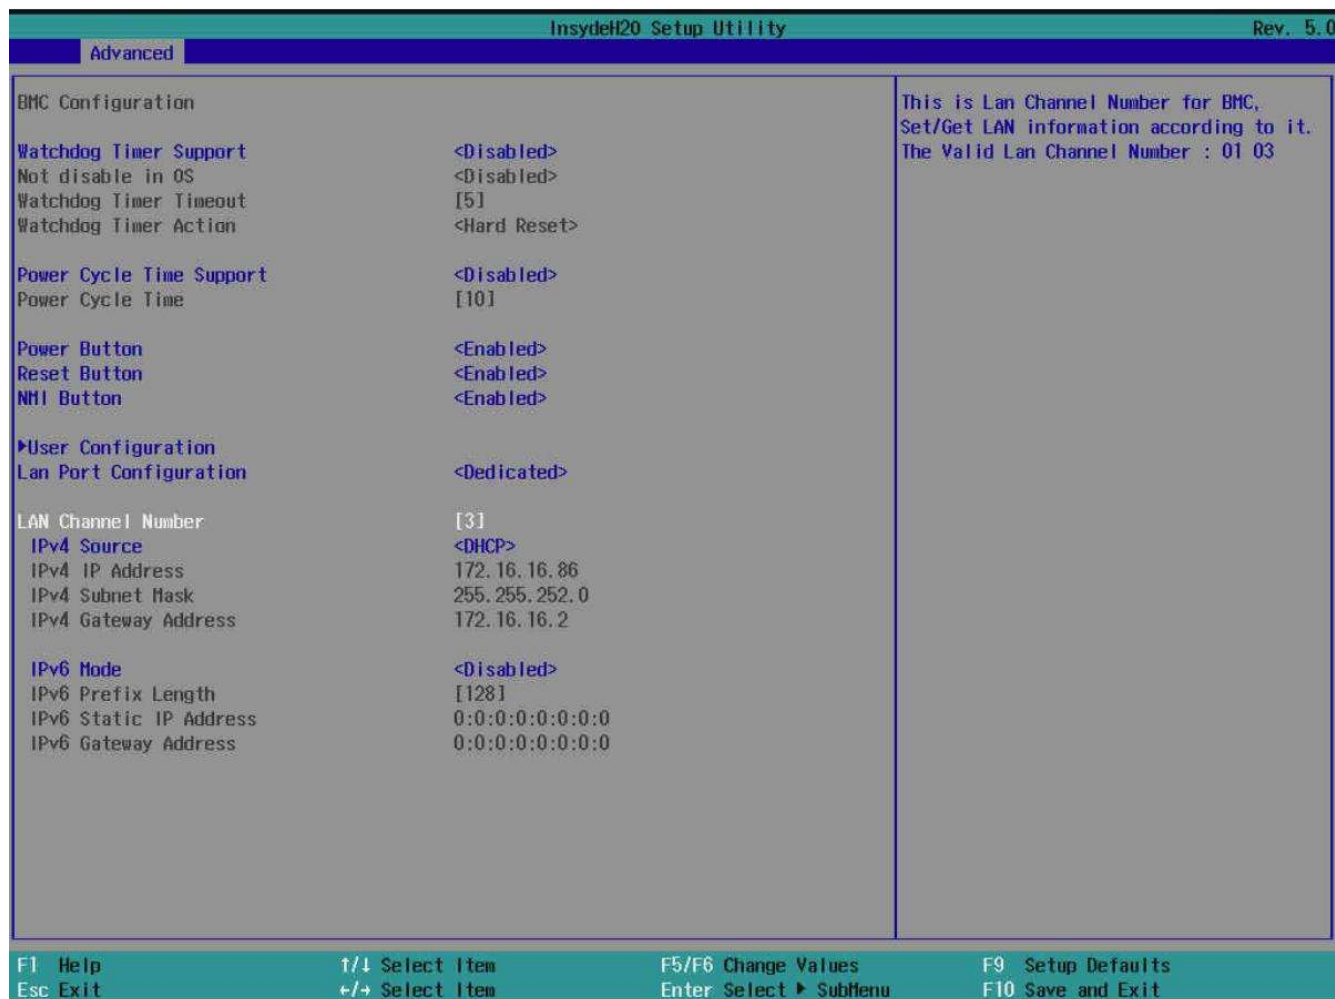 InsydeH20 Setup Utility Rev. 5.0
Advanced
BMC Configuration
Watchdog Timer Support <Disabled>
Not disable in OS <Disabled>
Watchdog Timer Timeout [5]
Watchdog Timer Action <Hard Reset>
Power Cycle Time Support <Disabled>
Power Cycle Time [10]
Power Button <Enabled>
Reset Button <Enabled>
NMI Button <Enabled>
▶User Configuration
Lan Port Configuration <Dedicated>
LAN Channel Number [3]
IPv4 Source <DHCP>
IPv4 IP Address 172.16.16.86
IPv4 Subnet Mask 255.255.252.0
IPv4 Gateway Address 172.16.16.2
IPv6 Mode <Disabled>
IPv6 Prefix Length [128]
IPv6 Static IP Address 0:0:0:0:0:0:0:0
IPv6 Gateway Address 0:0:0:0:0:0:0:0
This is Lan Channel Number for BMC,
Set/Get LAN information according to it.
The Valid Lan Channel Number : 01 03
F1 Help ↑/↓ Select Item F5/F6 Change Values F9 Setup Defaults
Esc Exit ←/→ Select Item Enter Select ▶ SubMenu F10 Save and Exit